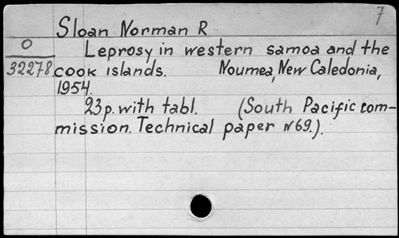 7
Sloan Norman R
0
Leprosy in western samoa and the
32278 cook islands. Noumea, New Caledonia,
1954.
23p. with tabl. (South Pacific com-
mission. Technical paper N69.).